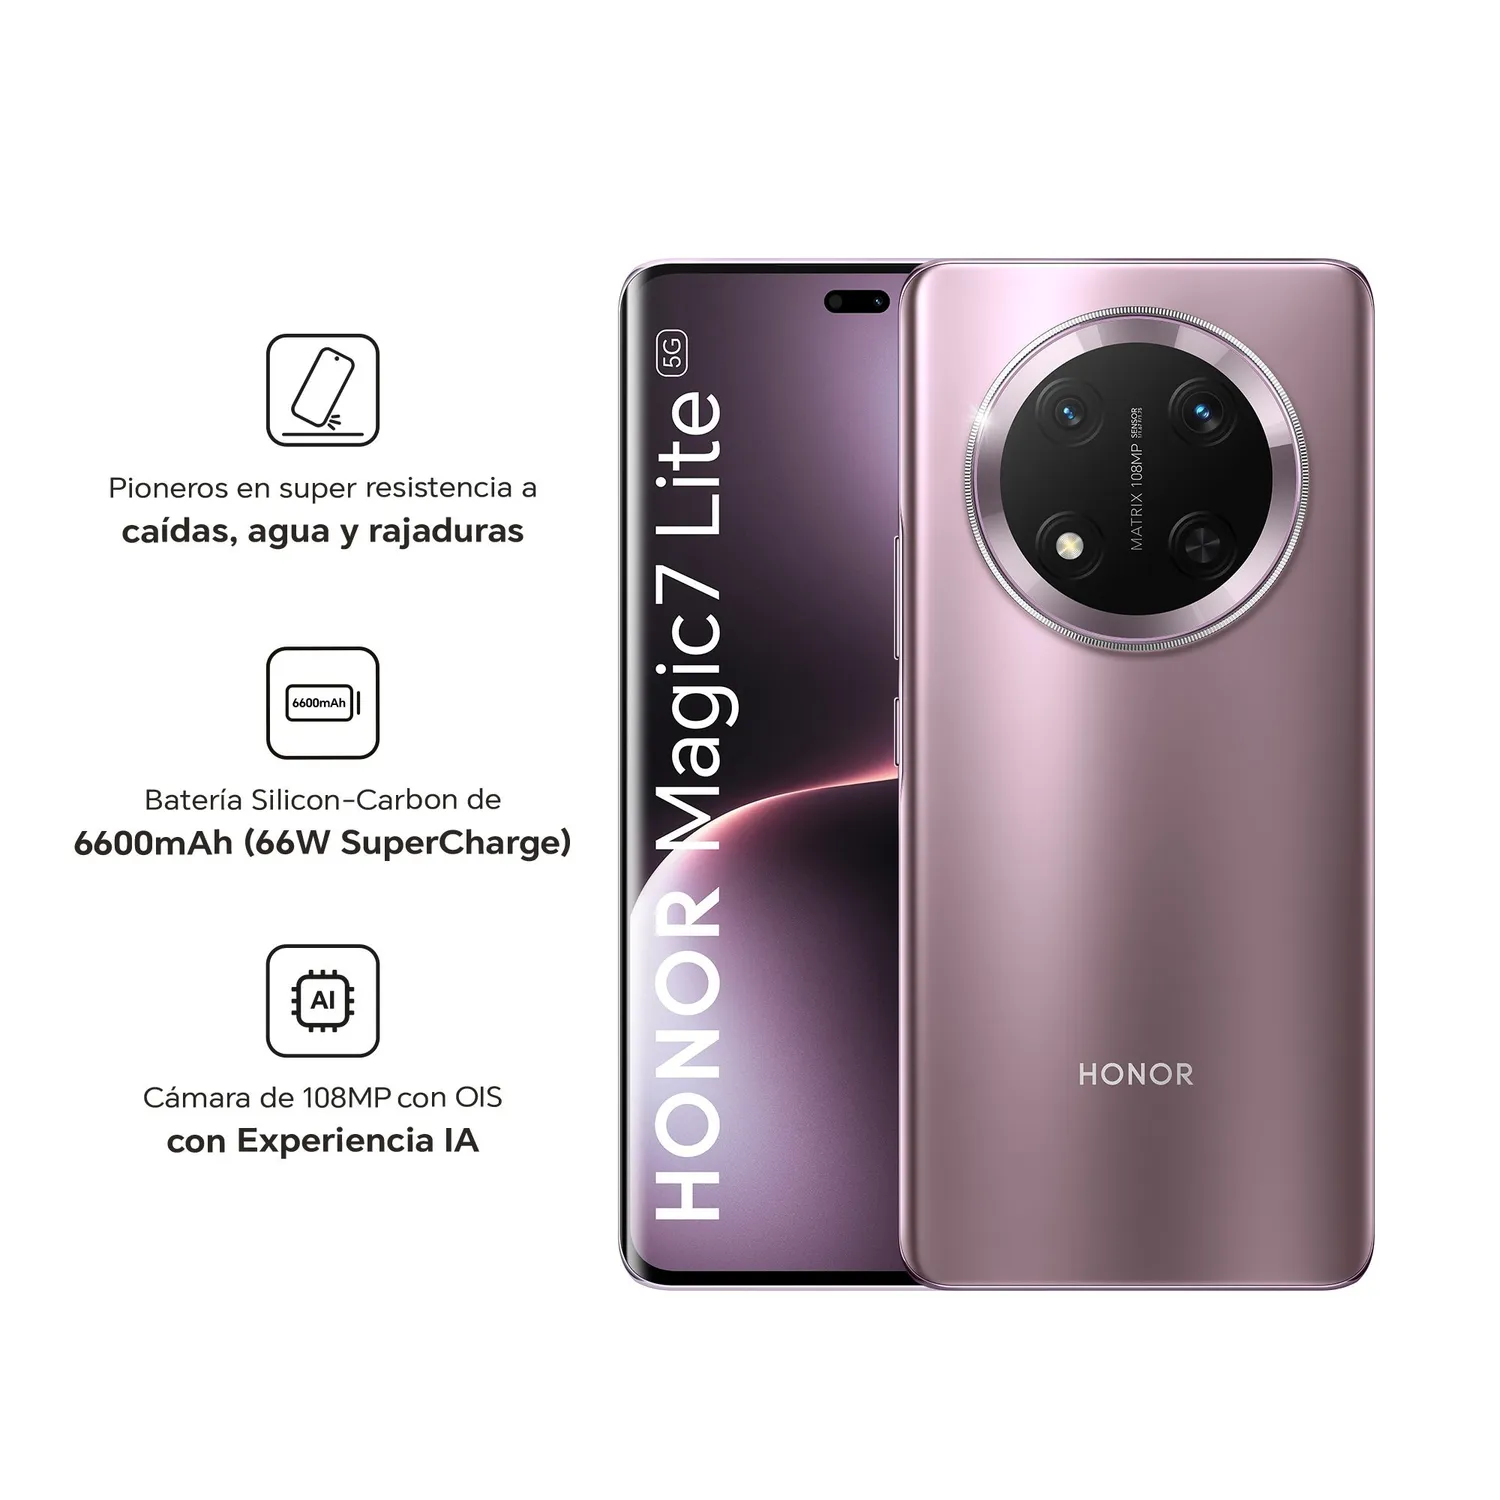 Pioneros en super resistencia a
caídas, agua y rajaduras
6600mAh
Batería Silicon-Carbon de
6600mAh (66W SuperCharge)
AI
Cámara de 108MP con OIS
con Experiencia IA
HONOR Magic7 Lite 5G
MATRIX 108MP SENSOR
HONOR